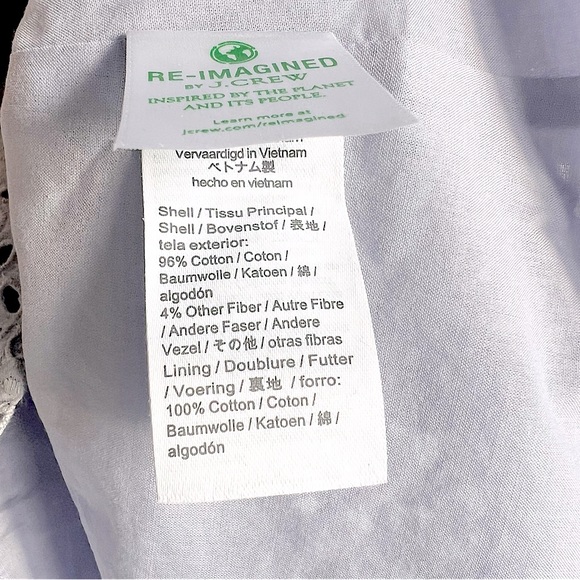 RE-IMAGINED
BY J.CREW
INSPIRED BY THE PLANET
AND ITS PEOPLE.
Learn more at
jcrew.com/reimagined
Vervaardigd in Vietnam
ベトナム製
hecho en vietnam
Shell / Tissu Principal /
Shell / Bovenstof / 表地 /
tela exterior:
96% Cotton / Coton /
Baumwolle / Katoen / 綿 /
algodón
4% Other Fiber / Autre Fibre
/ Andere Faser / Andere
Vezel / その他 / otras fibras
Lining / Doublure / Futter
/ Voering / 裏地 / forro:
100% Cotton / Coton /
Baumwolle / Katoen / 綿 /
algodón